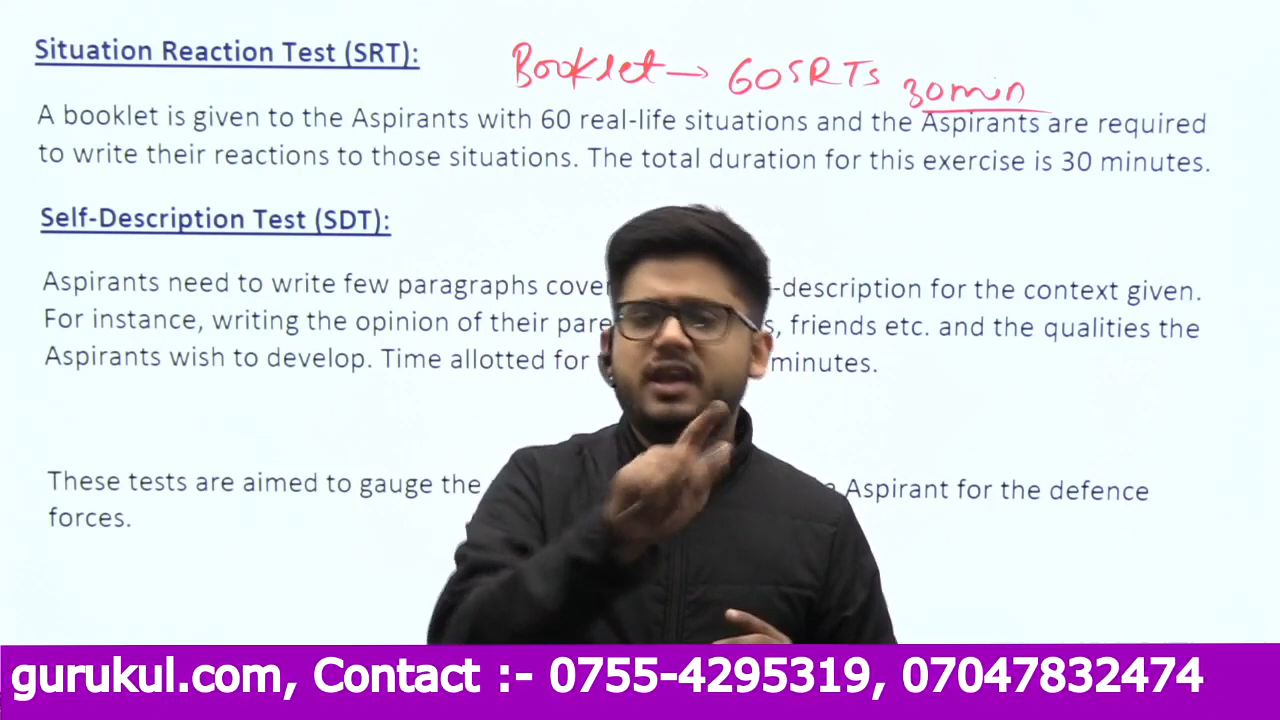 Situation Reaction Test (SRT):
Booklet → 60 SRTs 30 min
A booklet is given to the Aspirants with 60 real-life situations and the Aspirants are required
to write their reactions to those situations. The total duration for this exercise is 30 minutes.
Self-Description Test (SDT):
Aspirants need to write few paragraphs cove -description for the context given.
For instance, writing the opinion of their pare s, friends etc. and the qualities the
Aspirants wish to develop. Time allotted for minutes.
These tests are aimed to gauge the Aspirant for the defence
forces.
gurukul.com, Contact :- 0755-4295319, 07047832474